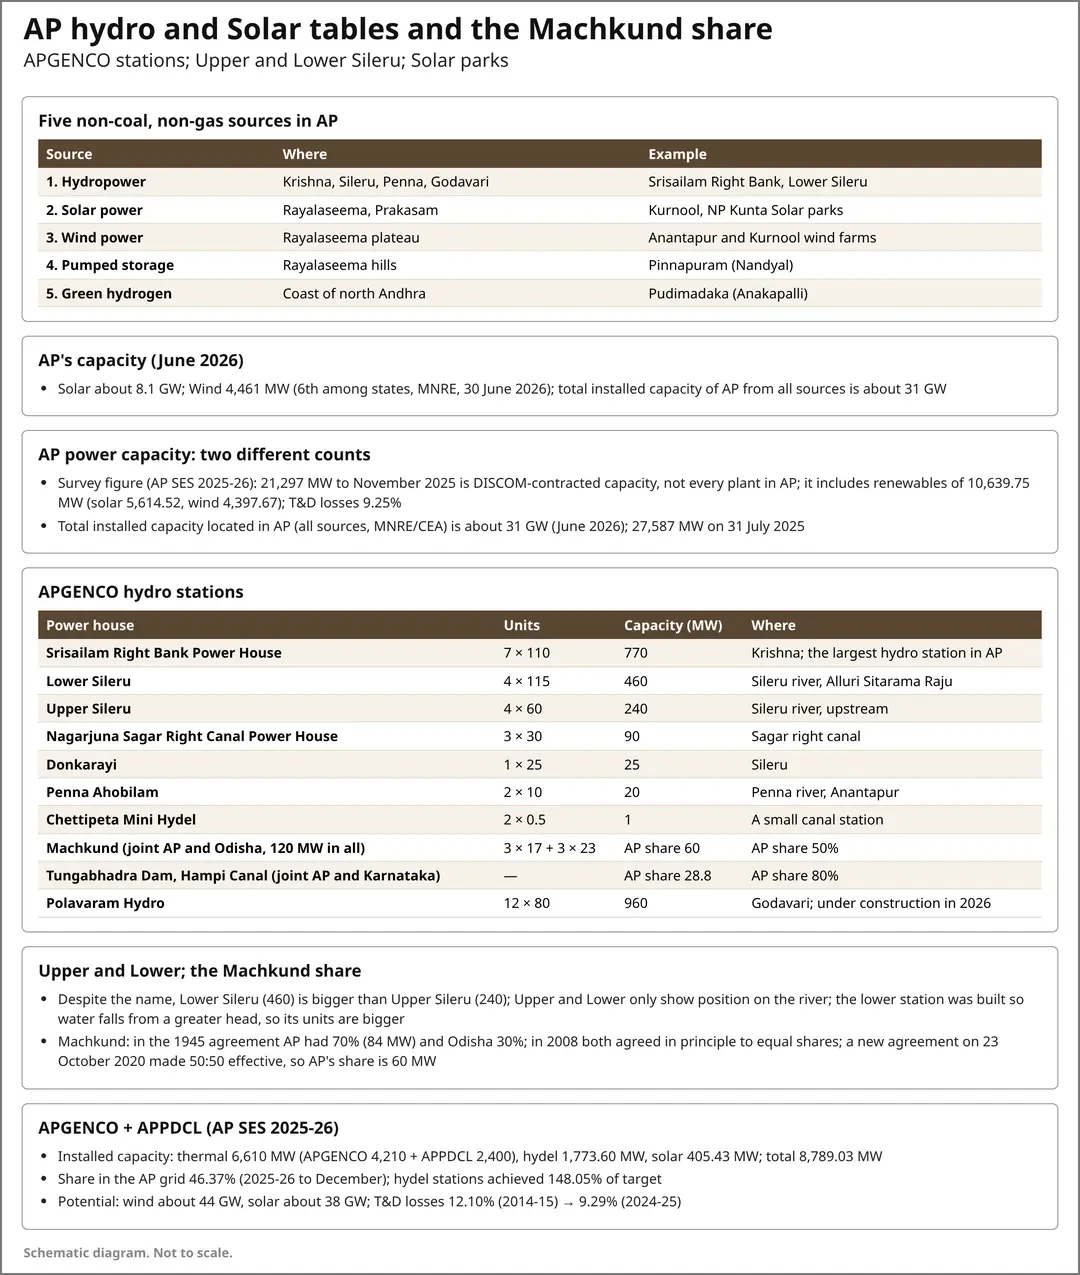 AP hydro and Solar tables and the Machkund share
APGENCO stations; Upper and Lower Sileru; Solar parks
Five non-coal, non-gas sources in AP
Source Where Example
1. Hydropower Krishna, Sileru, Penna, Godavari Srisailam Right Bank, Lower Sileru
2. Solar power Rayalaseema, Prakasam Kurnool, NP Kunta Solar parks
3. Wind power Rayalaseema plateau Anantapur and Kurnool wind farms
4. Pumped storage Rayalaseema hills Pinnapuram (Nandyal)
5. Green hydrogen Coast of north Andhra Pudimadaka (Anakapalli)
AP's capacity (June 2026)
• Solar about 8.1 GW; Wind 4,461 MW (6th among states, MNRE, 30 June 2026); total installed capacity of AP from all sources is about 31 GW
AP power capacity: two different counts
• Survey figure (AP SES 2025-26): 21,297 MW to November 2025 is DISCOM-contracted capacity, not every plant in AP; it includes renewables of 10,639.75
MW (solar 5,614.52, wind 4,397.67); T&D losses 9.25%
• Total installed capacity located in AP (all sources, MNRE/CEA) is about 31 GW (June 2026); 27,587 MW on 31 July 2025
APGENCO hydro stations
Power house Units Capacity (MW) Where
Srisailam Right Bank Power House 7 × 110 770 Krishna; the largest hydro station in AP
Lower Sileru 4 × 115 460 Sileru river, Alluri Sitarama Raju
Upper Sileru 4 × 60 240 Sileru river, upstream
Nagarjuna Sagar Right Canal Power House 3 × 30 90 Sagar right canal
Donkarayi 1 × 25 25 Sileru
Penna Ahobilam 2 × 10 20 Penna river, Anantapur
Chettipeta Mini Hydel 2 × 0.5 1 A small canal station
Machkund (joint AP and Odisha, 120 MW in all) 3 × 17 + 3 × 23 AP share 60 AP share 50%
Tungabhadra Dam, Hampi Canal (joint AP and Karnataka) — AP share 28.8 AP share 80%
Polavaram Hydro 12 × 80 960 Godavari; under construction in 2026
Upper and Lower; the Machkund share
• Despite the name, Lower Sileru (460) is bigger than Upper Sileru (240); Upper and Lower only show position on the river; the lower station was built so
water falls from a greater head, so its units are bigger
• Machkund: in the 1945 agreement AP had 70% (84 MW) and Odisha 30%; in 2008 both agreed in principle to equal shares; a new agreement on 23
October 2020 made 50:50 effective, so AP's share is 60 MW
APGENCO + APPDCL (AP SES 2025-26)
• Installed capacity: thermal 6,610 MW (APGENCO 4,210 + APPDCL 2,400), hydel 1,773.60 MW, solar 405.43 MW; total 8,789.03 MW
• Share in the AP grid 46.37% (2025-26 to December); hydel stations achieved 148.05% of target
• Potential: wind about 44 GW, solar about 38 GW; T&D losses 12.10% (2014-15) → 9.29% (2024-25)
Schematic diagram. Not to scale.